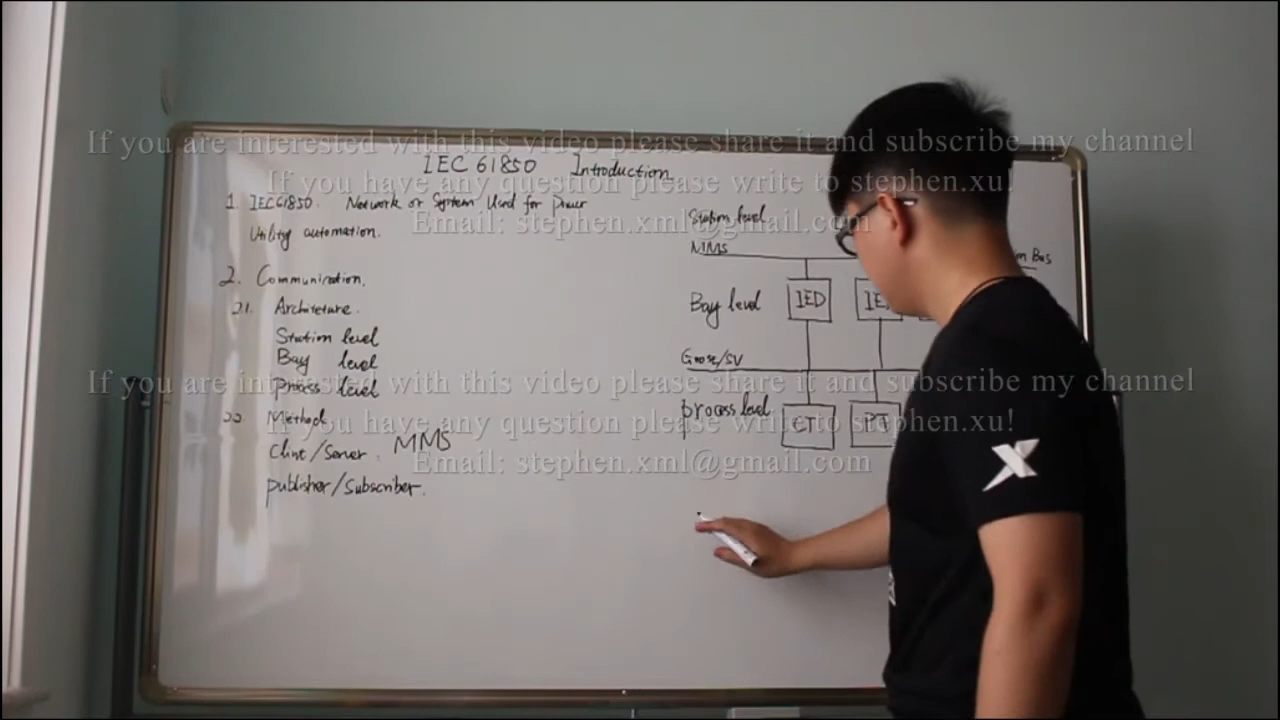 If you are interested with this video please share it and subscribe my channel
If you have any question please write to stephen.xu!
Email: stephen.xml@gmail.com
IEC 61850 Introduction
1. IEC61850. Network or System Used for Power
Utility automation.
2. Communication.
2.1. Architeture.
Station level
Bay level
process level
2.2. Method
Clint/Server. MMS
publisher/Subscriber.
Station level
MMS
Bus
Bay level
IED
IE
Goose/SV
process level
CT
PT
If you are interested with this video please share it and subscribe my channel
If you have any question please write to stephen.xu!
Email: stephen.xml@gmail.com
X